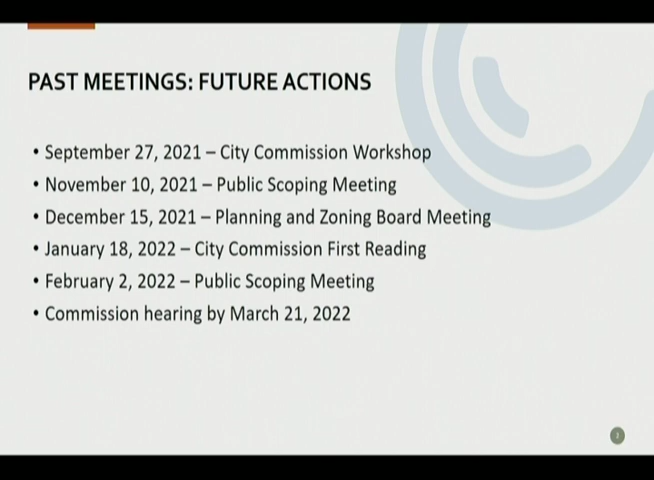 PAST MEETINGS: FUTURE ACTIONS
• September 27, 2021 – City Commission Workshop
• November 10, 2021 – Public Scoping Meeting
• December 15, 2021 – Planning and Zoning Board Meeting
• January 18, 2022 – City Commission First Reading
• February 2, 2022 – Public Scoping Meeting
• Commission hearing by March 21, 2022